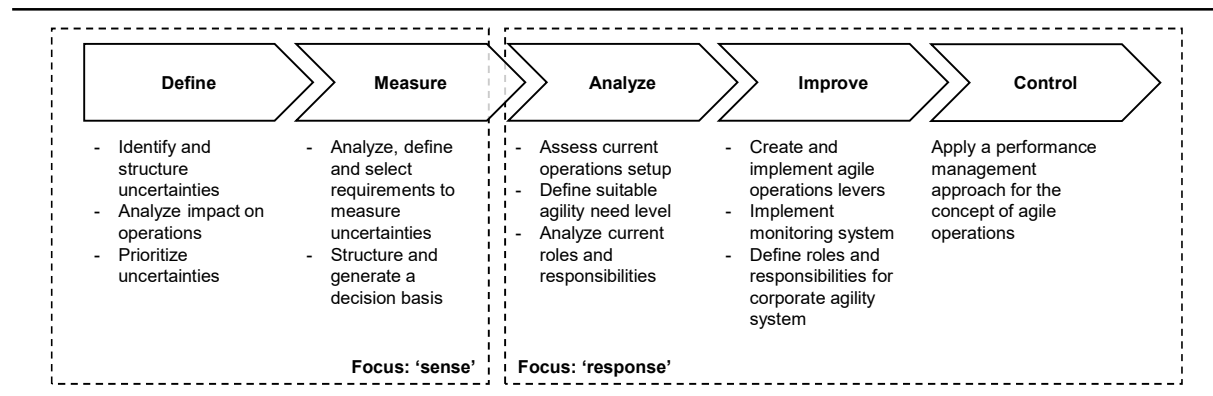 Define
Measure
Analyze
Improve
Control
- Identify and
structure
uncertainties
- Analyze impact on
operations
- Prioritize
uncertainties
- Analyze, define
and select
requirements to
measure
uncertainties
- Structure and
generate a
decision basis
- Assess current
operations setup
- Define suitable
agility need level
- Analyze current
roles and
responsibilities
- Create and
implement agile
operations levers
- Implement
monitoring system
- Define roles and
responsibilities for
corporate agility
system
Apply a performance
management
approach for the
concept of agile
operations
Focus: ‘sense’
Focus: ‘response’